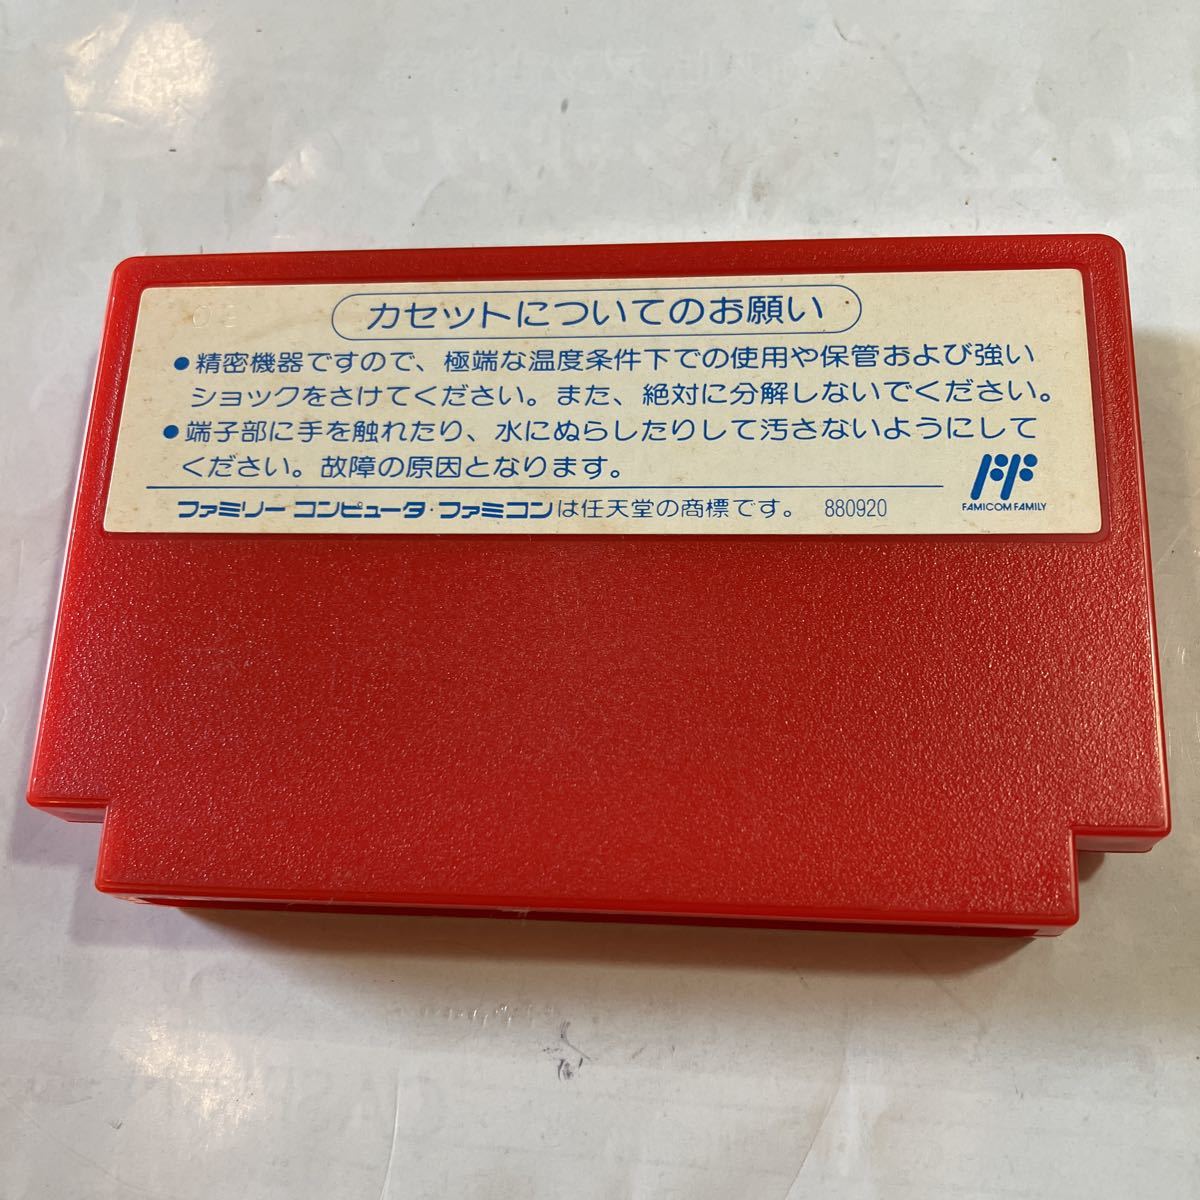 カセットについてのお願い
●精密機器ですので、極端な温度条件下での使用や保管および強い
ショックをさけてください。また、絶対に分解しないでください。
●端子部に手を触れたり、水にぬらしたりして汚さないようにして
ください。故障の原因となります。
FAMICOM FAMILY
ファミリーコンピュータ・ファミコンは任天堂の商標です。 880920